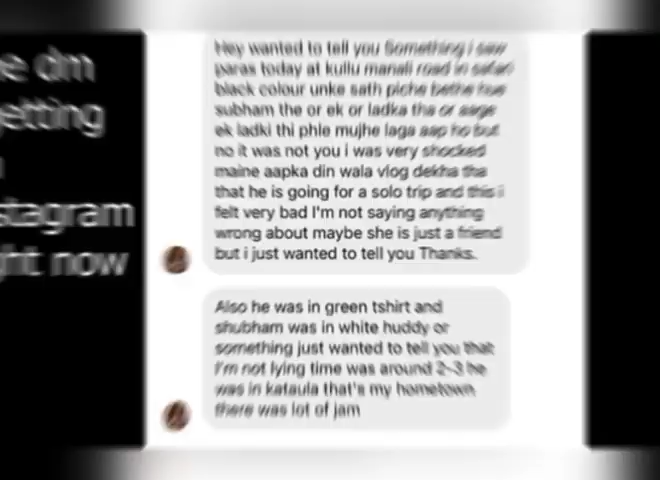 e dm
getting
stagram
ght now
Hey wanted to tell you Something i saw
paras today at kullu manali road in safari
black colour unke sath piche bethe hue
subham the or ek or ladka tha or aage
ek ladki thi phle mujhe laga aap ho but
no it was not you i was very shocked
maine aapka din wala vlog dekha tha
that he is going for a solo trip and this i
felt very bad I'm not saying anything
wrong about maybe she is just a friend
but i just wanted to tell you Thanks.
Also he was in green tshirt and
shubham was in white huddy or
something just wanted to tell you that
I'm not lying time was around 2-3 he
was in kataula that's my hometown
there was lot of jam